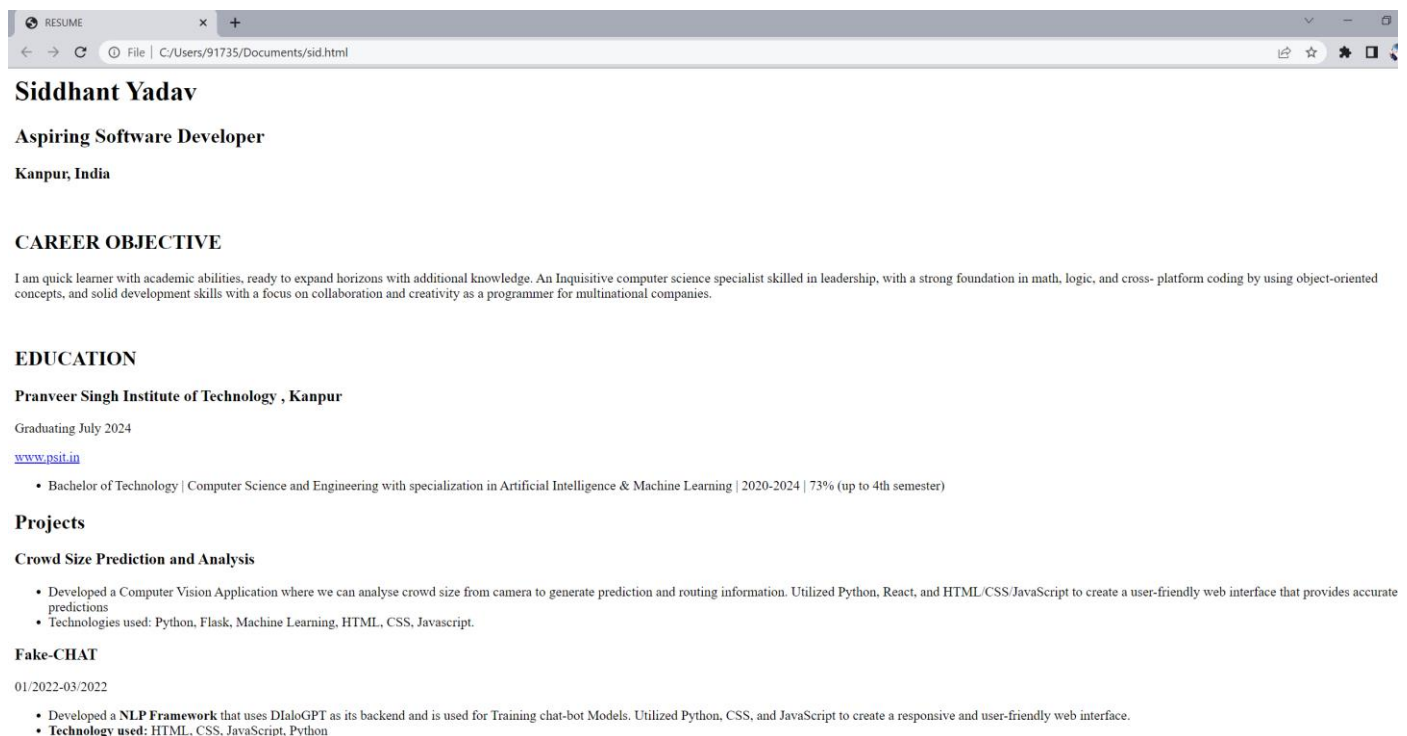 RESUME
File | C:/Users/91735/Documents/sid.html
Siddhant Yadav
Aspiring Software Developer
Kanpur, India
CAREER OBJECTIVE
I am quick learner with academic abilities, ready to expand horizons with additional knowledge. An Inquisitive computer science specialist skilled in leadership, with a strong foundation in math, logic, and cross- platform coding by using object-oriented
concepts, and solid development skills with a focus on collaboration and creativity as a programmer for multinational companies.
EDUCATION
Pranveer Singh Institute of Technology , Kanpur
Graduating July 2024
www.psit.in
• Bachelor of Technology | Computer Science and Engineering with specialization in Artificial Intelligence & Machine Learning | 2020-2024 | 73% (up to 4th semester)
Projects
Crowd Size Prediction and Analysis
• Developed a Computer Vision Application where we can analyse crowd size from camera to generate prediction and routing information. Utilized Python, React, and HTML/CSS/JavaScript to create a user-friendly web interface that provides accurate
predictions
• Technologies used: Python, Flask, Machine Learning, HTML, CSS, Javascript.
Fake-CHAT
01/2022-03/2022
• Developed a NLP Framework that uses DIaloGPT as its backend and is used for Training chat-bot Models. Utilized Python, CSS, and JavaScript to create a responsive and user-friendly web interface.
• Technology used: HTML, CSS, JavaScript, Python